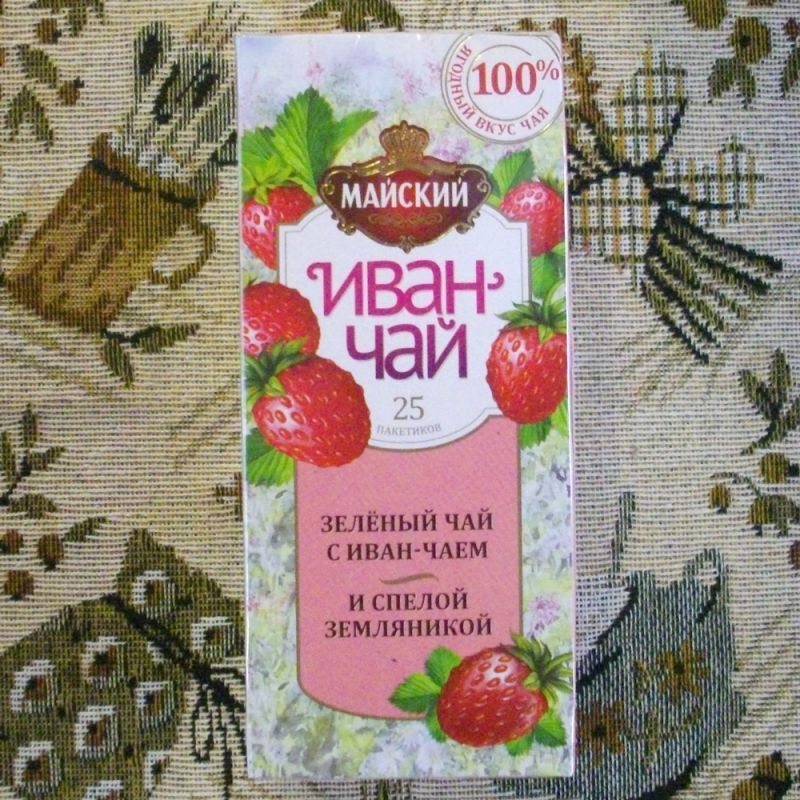 100%
ЯГОДНЫЙ ВКУС ЧАЯ
МАЙСКИЙ
ИВАН-
ЧАЙ
25
ПАКЕТИКОВ
ЗЕЛЁНЫЙ ЧАЙ
С ИВАН-ЧАЕМ
И СПЕЛОЙ
ЗЕМЛЯНИКОЙ